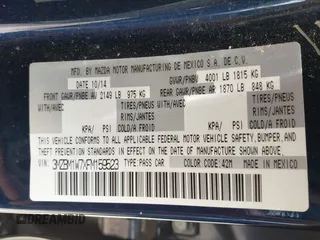 MFD. BY MAZDA MOTOR MANUFACTURING DE MEXICO S.A. DE C.V.
DATE: 10/14 GVWR/PNBV 4001 LB 1815 KG
FRONT GAWR/PNBE AV 2149 LB 975 KG REAR GAWR/PNBE AR 1870 LB 848 KG
WITH/AVEC TIRES/PNEUS WITH/AVEC TIRES/PNEUS
RIMS/JANTES, RIMS/JANTES,
KPA/ PSI COLD/À FROID KPA/ PSI COLD/À FROID
THIS VEHICLE CONFORMS TO ALL APPLICABLE FEDERAL MOTOR VEHICLE SAFETY, BUMPER,
AND THEFT PREVENTION STANDARDS IN EFFECT ON THE DATE OF MANUFACTURE SHOWN ABOVE.
TYPE: PASS CAR COLOR: 42M MADE IN MEXICO
DREAMBID